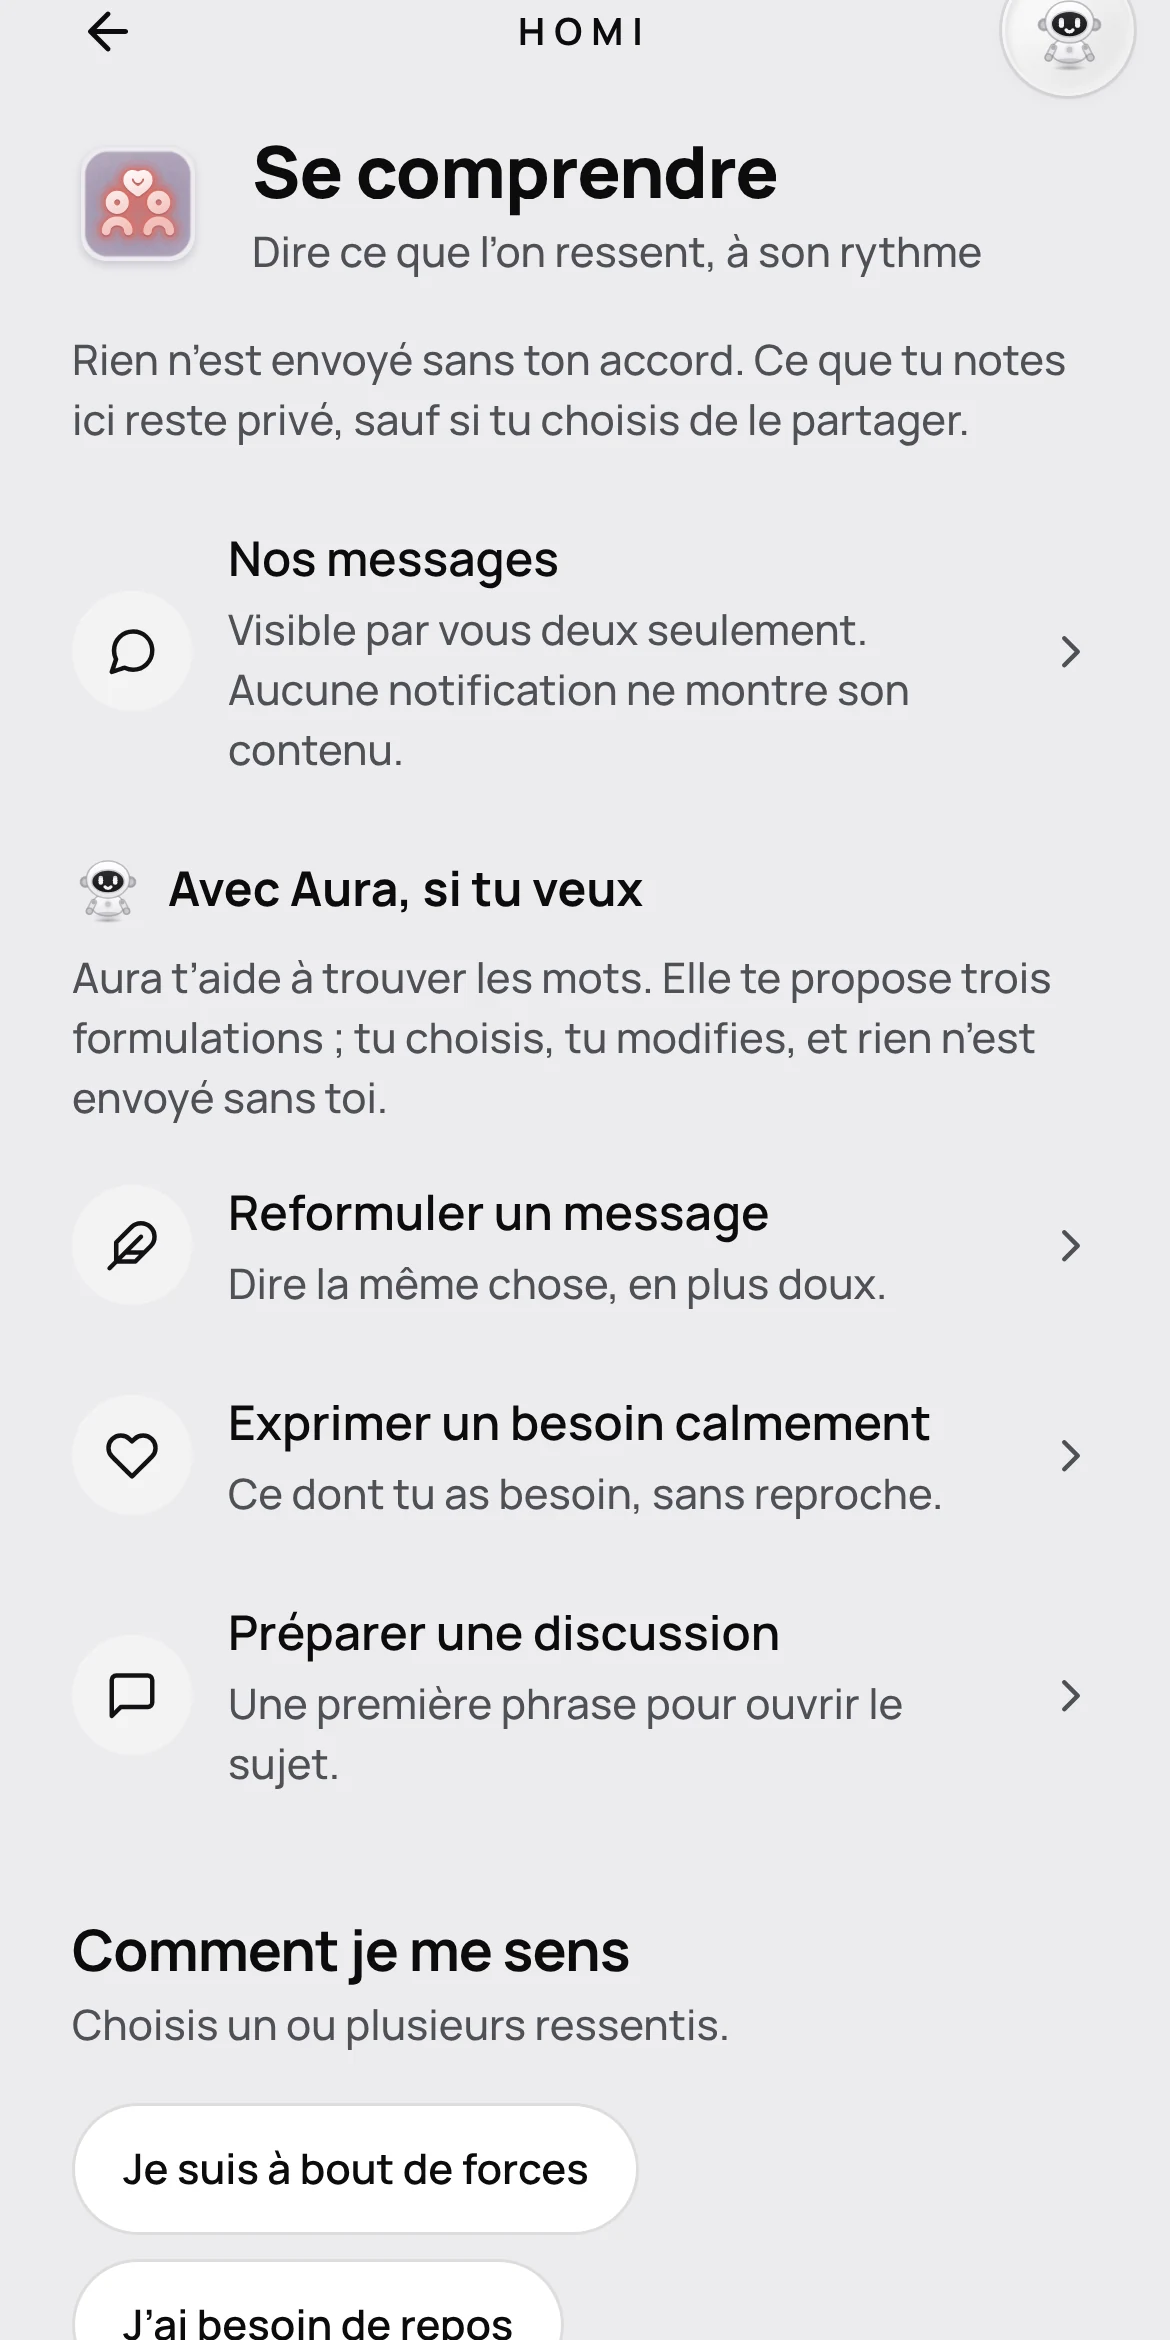 HOMI
Se comprendre
Dire ce que l’on ressent, à son rythme
Rien n’est envoyé sans ton accord. Ce que tu notes
ici reste privé, sauf si tu choisis de le partager.
Nos messages
Visible par vous deux seulement.
Aucune notification ne montre son
contenu.
Avec Aura, si tu veux
Aura t’aide à trouver les mots. Elle te propose trois
formulations ; tu choisis, tu modifies, et rien n’est
envoyé sans toi.
Reformuler un message
Dire la même chose, en plus doux.
Exprimer un besoin calmement
Ce dont tu as besoin, sans reproche.
Préparer une discussion
Une première phrase pour ouvrir le
sujet.
Comment je me sens
Choisis un ou plusieurs ressentis.
Je suis à bout de forces
J’ai besoin de repos